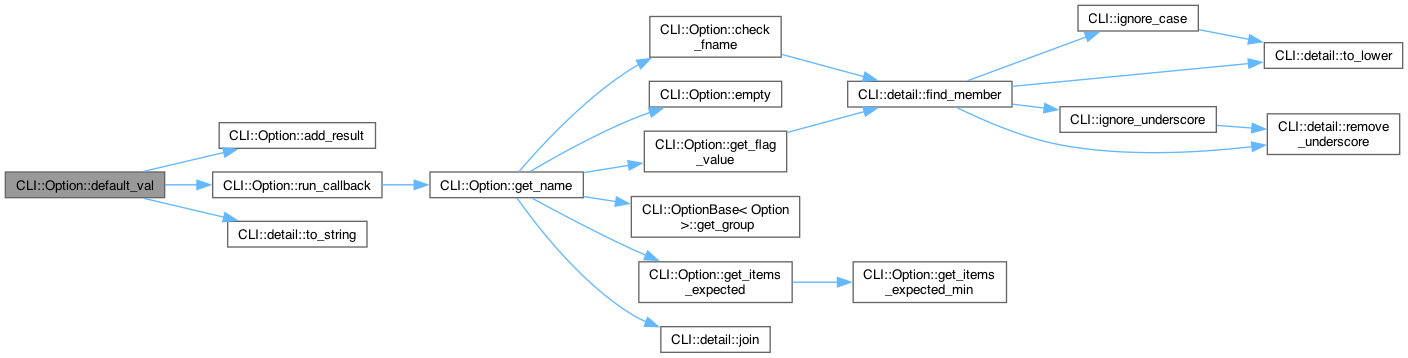 CLI::Option::default_val
CLI::Option::add_result
CLI::Option::run_callback
CLI::detail::to_string
CLI::Option::get_name
CLI::Option::check
_fname
CLI::Option::empty
CLI::Option::get_flag
_value
CLI::OptionBase< Option
>::get_group
CLI::Option::get_items
_expected
CLI::detail::join
CLI::detail::find_member
CLI::Option::get_items
_expected_min
CLI::ignore_case
CLI::ignore_underscore
CLI::detail::to_lower
CLI::detail::remove
_underscore